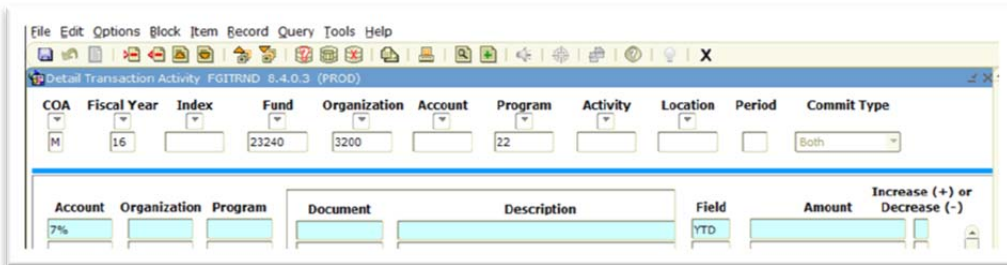 File Edit Options Block Item Record Query Tools Help
Detail Transaction Activity FGITRND 8.4.0.3 (PROD)
COA Fiscal Year Index Fund Organization Account Program Activity Location Period Commit Type
M 16 23240 3200 22 Both
Increase (+) or
Account Organization Program Document Description Field Amount Decrease (-)
7% YTD